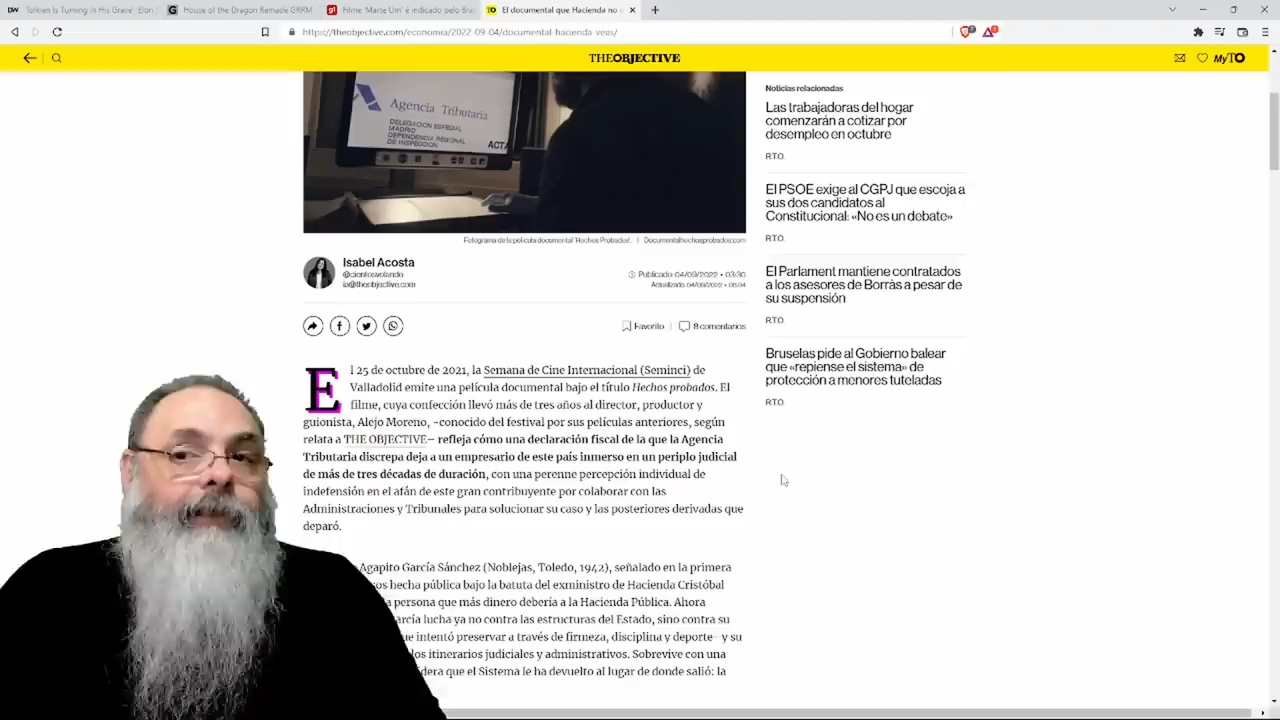 'Tolkien Is Turning In His Grave': Elon
House of the Dragon Remade GRRM
Filme 'Marte Um' é indicado pelo Bras
El documental que Hacienda no
https://theobjective.com/economia/2022-09-04/documental-hacienda-veas/
THEOBJECTIVE
MyTO
Agencia Tributaria
DELEGACION ESPECIAL
MADRID
DEPENDENCIA REGIONAL
DE INSPECCION
ACTA
Fotograma de la película documental 'Hechos Probados'. | Documentalhechosprobados.com
Isabel Acosta
@cientosvolando
ia@theobjective.com
Publicado 04/09/2022 • 03:30
Actualizado 04/09/2022 • 08:04
Favorito
8 comentarios
El 25 de octubre de 2021, la Semana de Cine Internacional (Seminci) de
Valladolid emite una película documental bajo el título Hechos probados. El
filme, cuya confección llevó más de tres años al director, productor y
guionista, Alejo Moreno, -conocido del festival por sus películas anteriores, según
relata a THE OBJECTIVE– refleja cómo una declaración fiscal de la que la Agencia
Tributaria discrepa deja a un empresario de este país inmerso en un periplo judicial
de más de tres décadas de duración, con una perenne percepción individual de
indefensión en el afán de este gran contribuyente por colaborar con las
Administraciones y Tribunales para solucionar su caso y las posteriores derivadas que
deparó.
Agapito García Sánchez (Noblejas, Toledo, 1942), señalado en la primera
sos hecha pública bajo la batuta del exministro de Hacienda Cristóbal
a persona que más dinero debería a la Hacienda Pública. Ahora
arcía lucha ya no contra las estructuras del Estado, sino contra su
ue intentó preservar a través de firmeza, disciplina y deporte- y su
los itinerarios judiciales y administrativos. Sobrevive con una
dera que el Sistema le ha devuelto al lugar de donde salió: la
Noticias relacionadas
Las trabajadoras del hogar
comenzarán a cotizar por
desempleo en octubre
R.T.O.
El PSOE exige al CGPJ que escoja a
sus dos candidatos al
Constitucional: «No es un debate»
R.T.O.
El Parlament mantiene contratados
a los asesores de Borràs a pesar de
su suspensión
R.T.O.
Bruselas pide al Gobierno balear
que «repiense el sistema» de
protección a menores tuteladas
R.T.O.